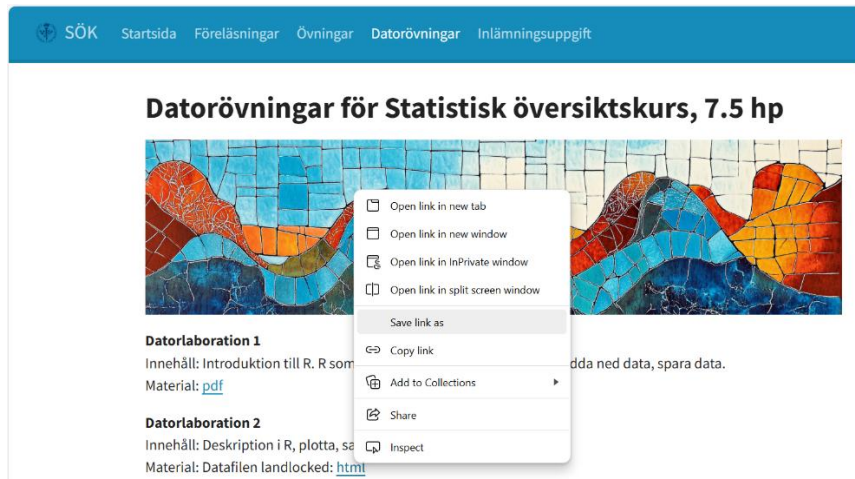 SÖK Startsida Föreläsningar Övningar Datorövningar Inlämningsuppgift
Datorövningar för Statistisk översiktskurs, 7.5 hp
Open link in new tab
Open link in new window
Open link in InPrivate window
Open link in split screen window
Save link as
Copy link
Add to Collections
Share
Inspect
Datorlaboration 1
Innehåll: Introduktion till R. R som dda ned data, spara data.
Material: pdf
Datorlaboration 2
Innehåll: Deskription i R, plotta, sa
Material: Datafilen landlocked: html